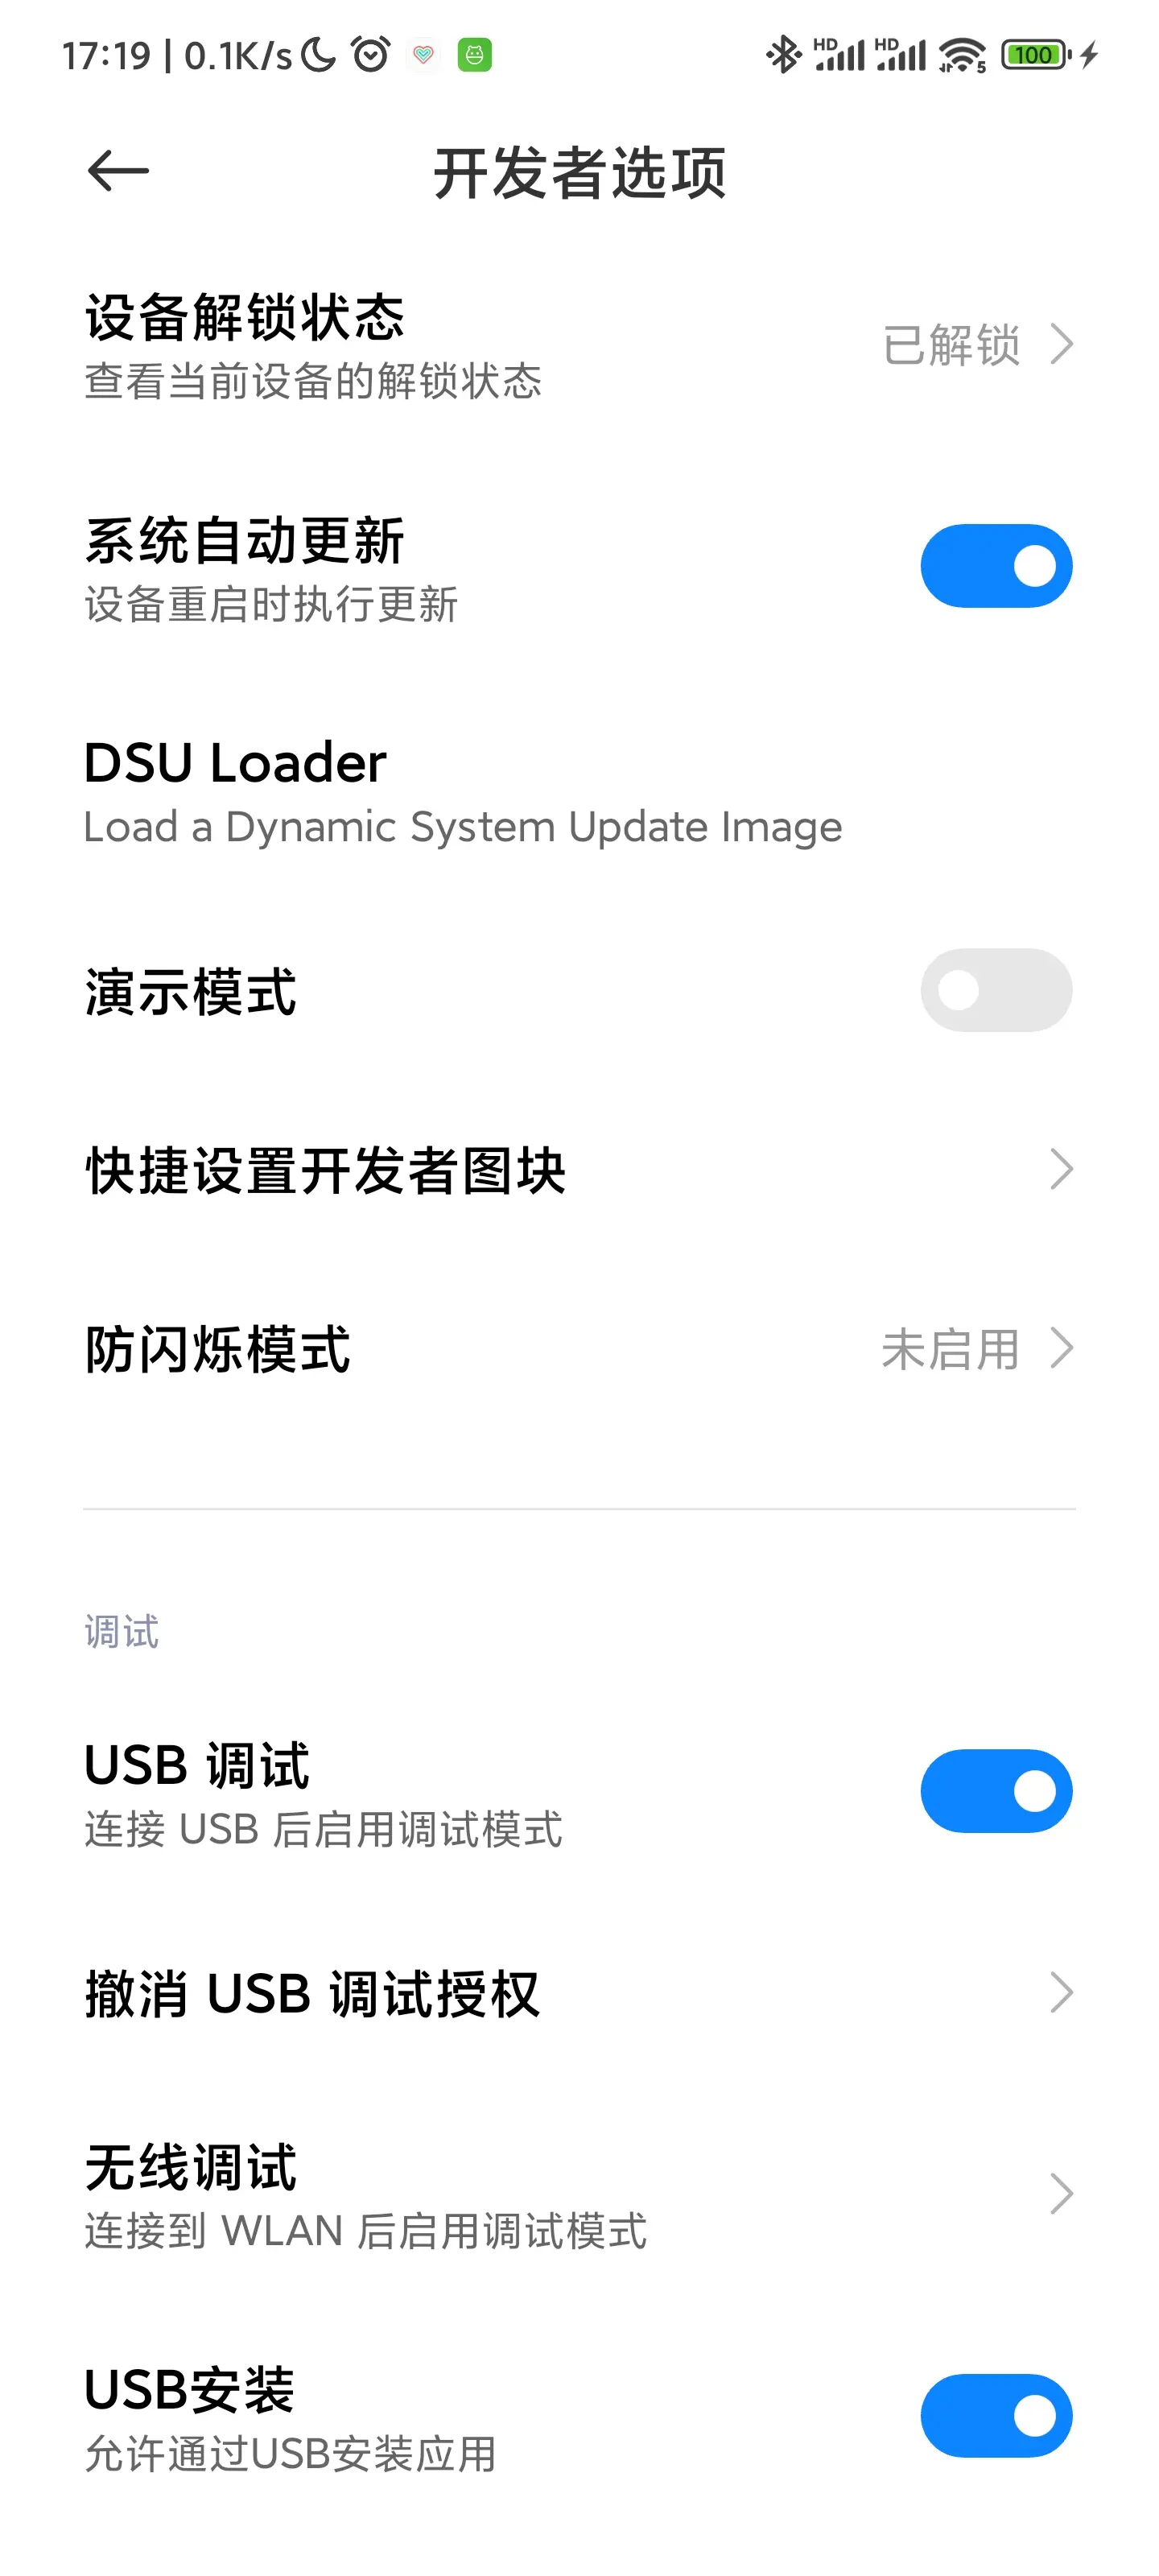 17:19 | 0.1K/s HD HD 5 100
开发者选项
设备解锁状态
查看当前设备的解锁状态
已解锁
系统自动更新
设备重启时执行更新
DSU Loader
Load a Dynamic System Update Image
演示模式
快捷设置开发者图块
防闪烁模式
未启用
调试
USB 调试
连接 USB 后启用调试模式
撤消 USB 调试授权
无线调试
连接到 WLAN 后启用调试模式
USB安装
允许通过USB安装应用